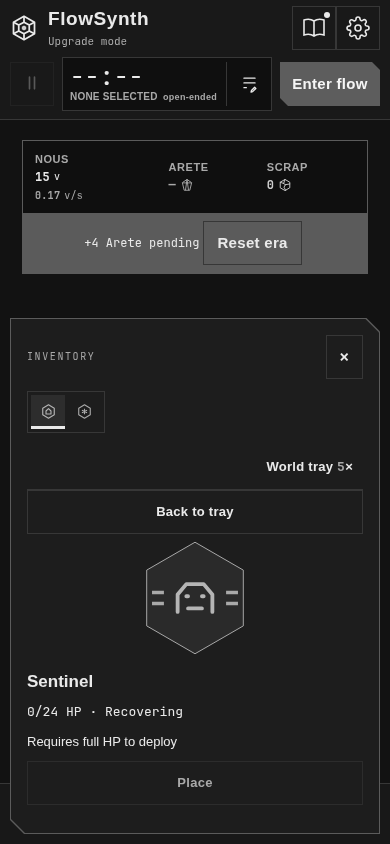 FlowSynth
Upgrade mode
--:--
NONE SELECTED open-ended
Enter flow
NOUS
15 v
0.17 v/s
ARETE
–
SCRAP
0
+4 Arete pending
Reset era
INVENTORY
×
World tray 5×
Back to tray
Sentinel
0/24 HP · Recovering
Requires full HP to deploy
Place